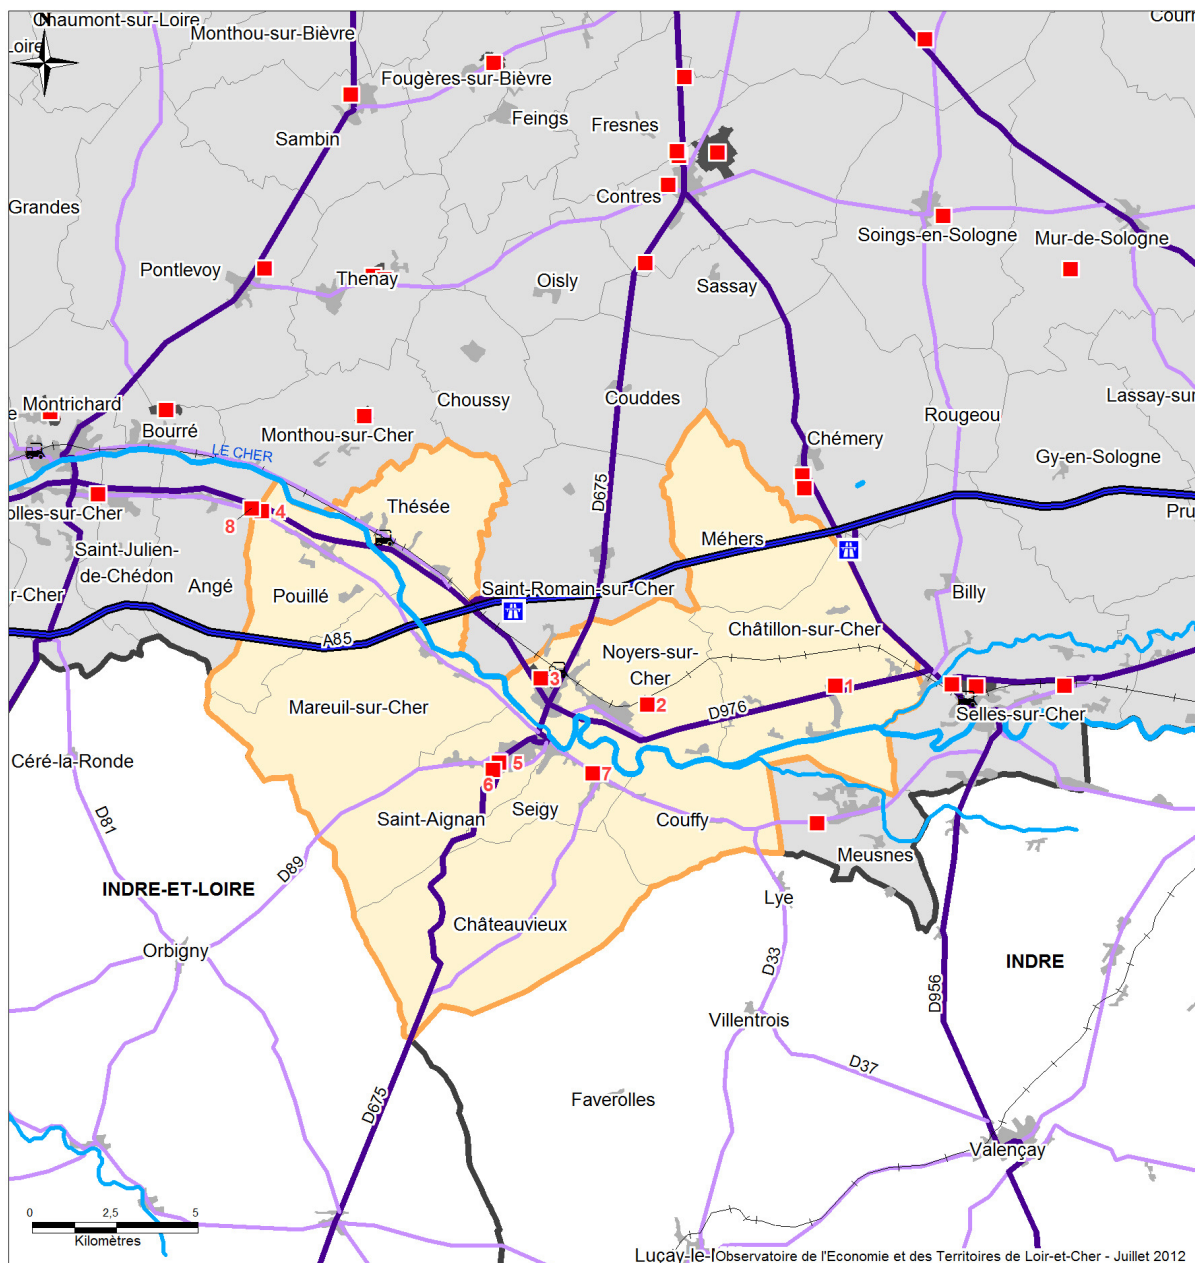 Chaumont-sur-Loire
N
Cour
Monthou-sur-Bièvre
Loire
Fougères-sur-Bièvre
Feings
Fresnes
Sambin
Contres
Grandes
Soings-en-Sologne
Mur-de-Sologne
Pontlevoy
Thenay
Oisly
Sassay
Choussy
Couddes
Montrichard
Bourré
Rougeou
Lassay-sur
Monthou-sur-Cher
Chémery
LE CHER
Gy-en-Sologne
D675
Thésée
olles-sur-Cher
8
4
Pru
Méhers
Saint-Julien-
de-Chédon
Angé
Pouillé
Saint-Romain-sur-Cher
r-Cher
Billy
A85
Châtillon-sur-Cher
Noyers-sur-
Cher
3
1
2
Mareuil-sur-Cher
D976
Selles-sur-Cher
Céré-la-Ronde
5
6
7
Seigy
D81
Saint-Aignan
Couffy
Meusnes
D89
INDRE-ET-LOIRE
Lye
Châteauvieux
Orbigny
D33
INDRE
D956
Villentrois
D37
D675
Faverolles
Valençay
0 2,5 5
Kilomètres
Luçay-le-
Observatoire de l'Economie et des Territoires de Loir-et-Cher - Juillet 2012